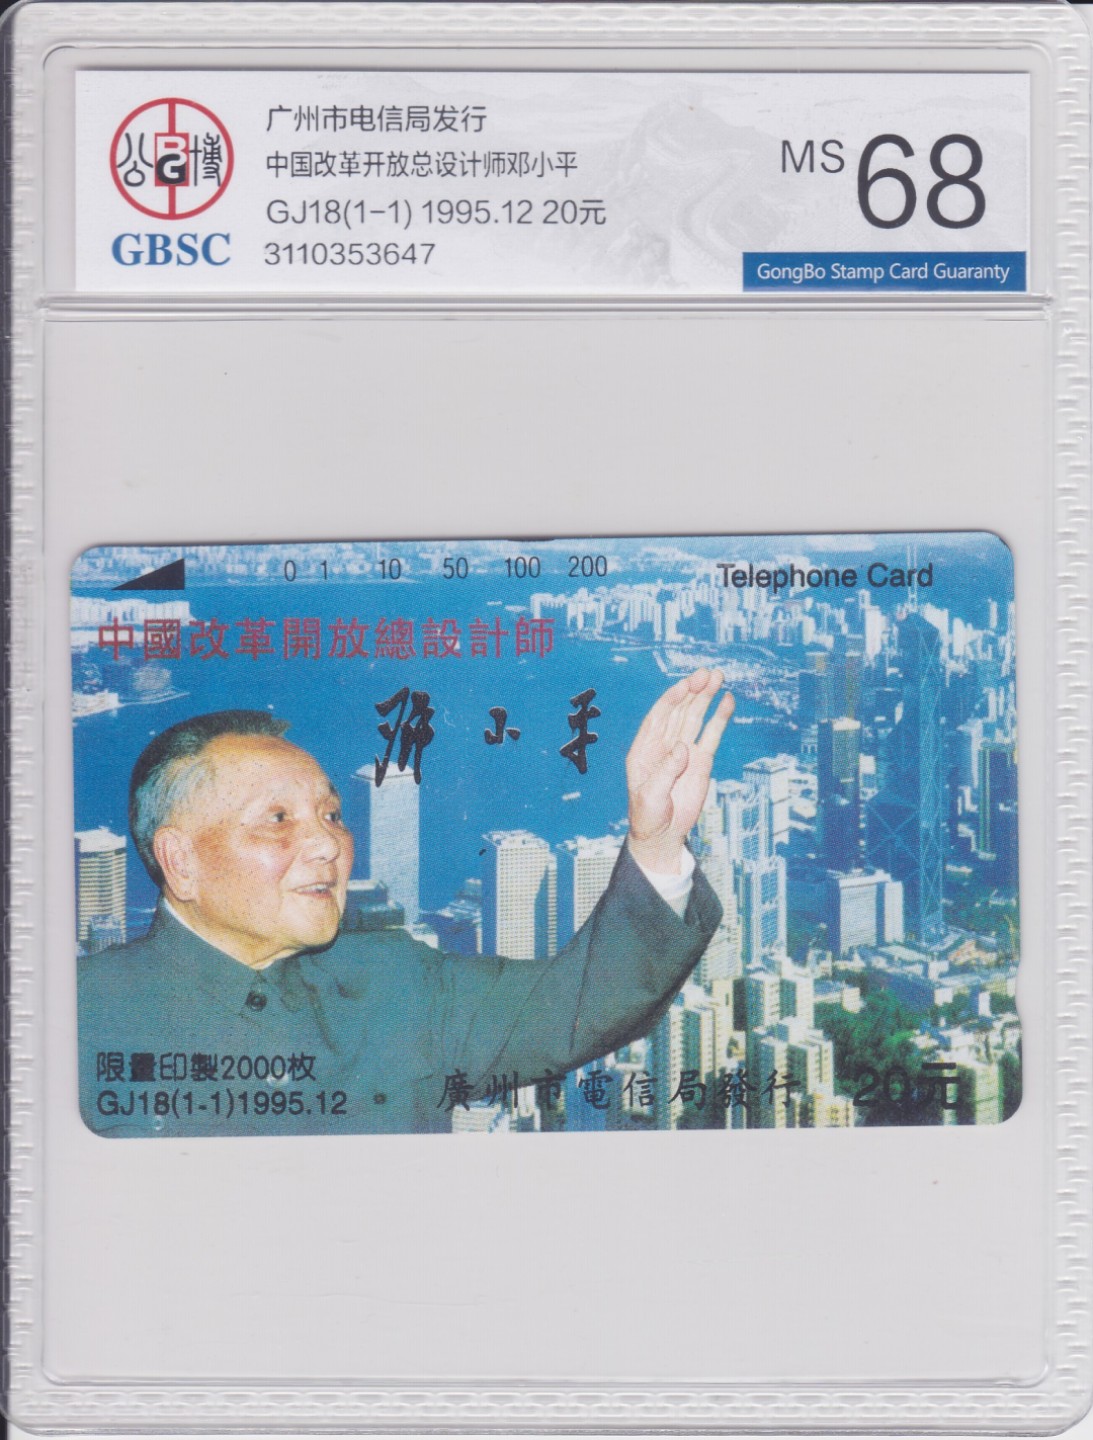 公 BG 博
GBSC
广州市电信局发行
中国改革开放总设计师邓小平
GJ18(1-1) 1995.12 20元
3110353647
MS 68
GongBo Stamp Card Guaranty
0 1 10 50 100 200
Telephone Card
中國改革開放總設計師
邓小平
限量印製2000枚
GJ18(1-1)1995.12
廣州市電信局發行
20元